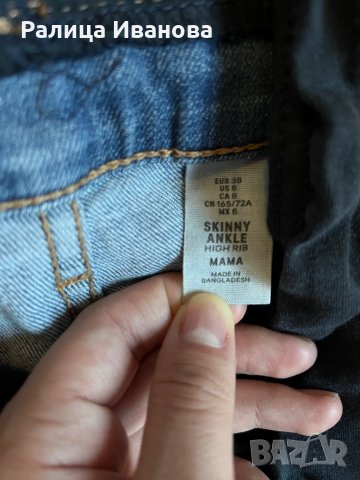 Ралица Иванова
EUR 38
US 8
CA 8
CN 165/72A
MX 8
SKINNY
ANKLE
HIGH RIB
MAMA
MADE IN
BANGLADESH
BAZAR